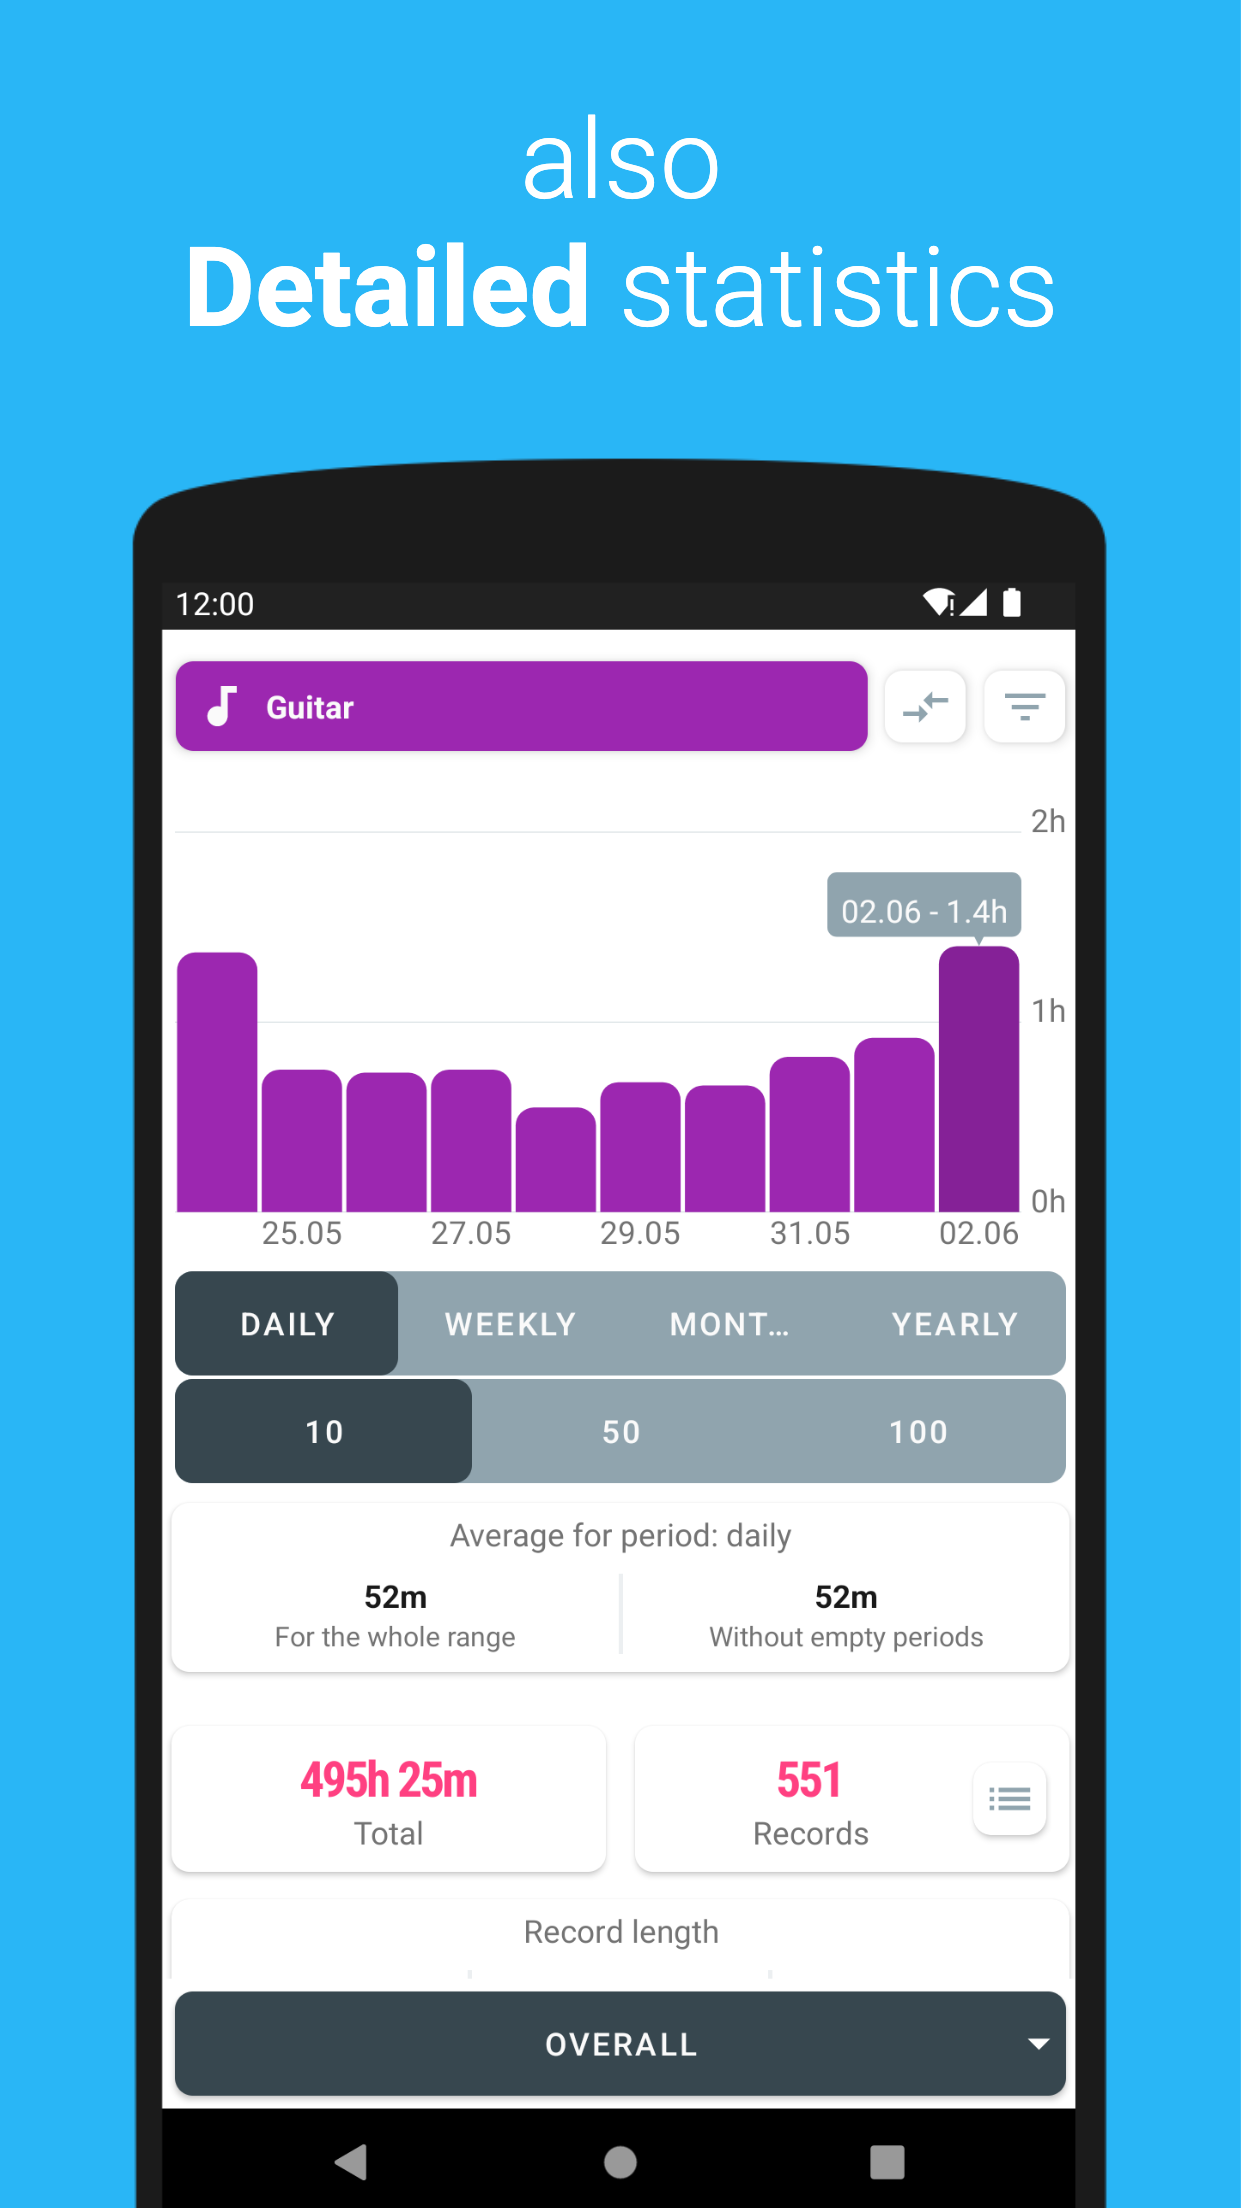 also
Detailed statistics
12:00
Guitar
2h
02.06 - 1.4h
1h
0h
25.05 27.05 29.05 31.05 02.06
DAILY WEEKLY MONT... YEARLY
10 50 100
Average for period: daily
52m 52m
For the whole range Without empty periods
495h 25m 551
Total Records
Record length
OVERALL